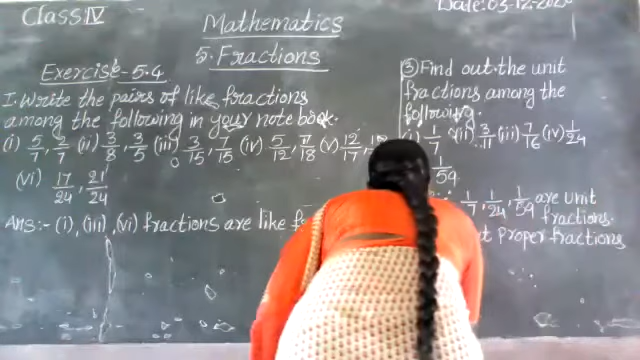 Class IV
Mathematics
Date:03-12-202
5. Fractions
Exercise-5.4
I. Write the pairs of like fractions
among the following in your note book.
(i) 5/7, 2/7 (ii) 3/8, 3/5 (iii) 3/15, 7/15 (iv) 5/12, 7/18 (v) 12/17,
(vi) 17/24, 21/24
Ans:- (i), (iii), (vi) fractions are like
③ Find out the unit
fractions among the
following.
(i) 1/7 (ii) 3/11 (iii) 7/16 (iv) 1/24
1/59
1/7, 1/24, 1/59 are unit
fractions.
proper fractions